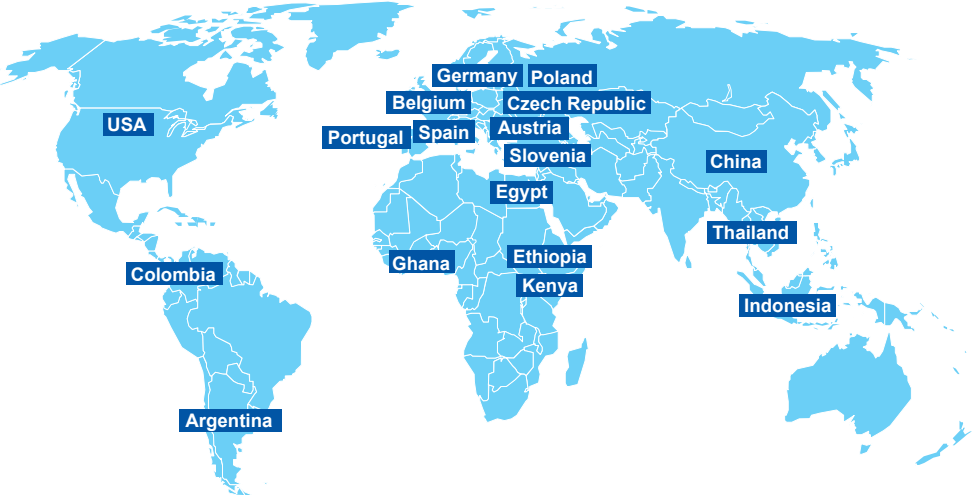 Germany
Poland
Belgium
Czech Republic
USA
Portugal
Spain
Austria
Slovenia
China
Egypt
Thailand
Ghana
Ethiopia
Colombia
Kenya
Indonesia
Argentina